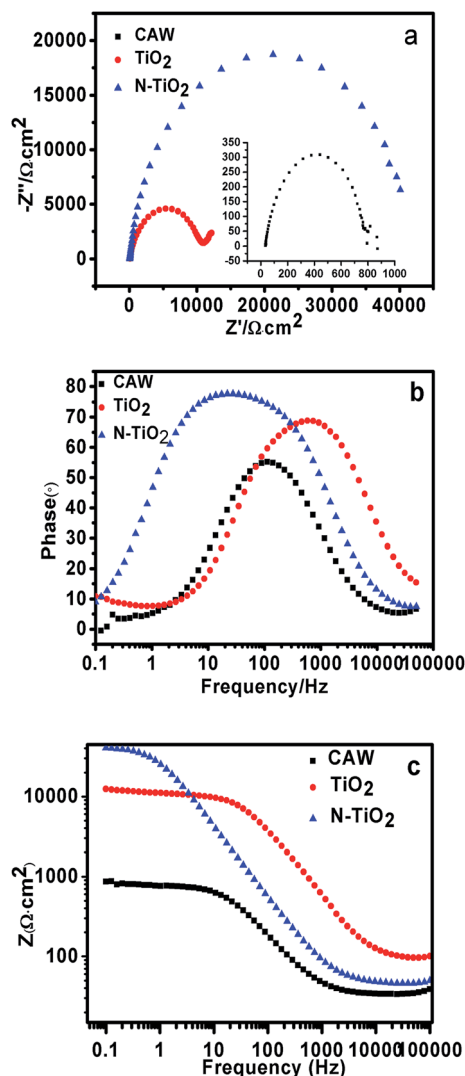 20000
15000
10000
5000
0
-Z''/Ω·cm²
CAW
TiO₂
N-TiO₂
a
350
300
250
200
150
100
50
0
-50
0 200 400 600 800 1000
0 10000 20000 30000 40000
Z'/Ω·cm²
80
70
60
50
40
30
20
10
0
Phase(°)
CAW
TiO₂
N-TiO₂
b
0.1 1 10 100 1000 10000 100000
Frequency/Hz
10000
1000
100
Z(Ω·cm²)
CAW
TiO₂
N-TiO₂
c
0.1 1 10 100 1000 10000 100000
Frequency (Hz)